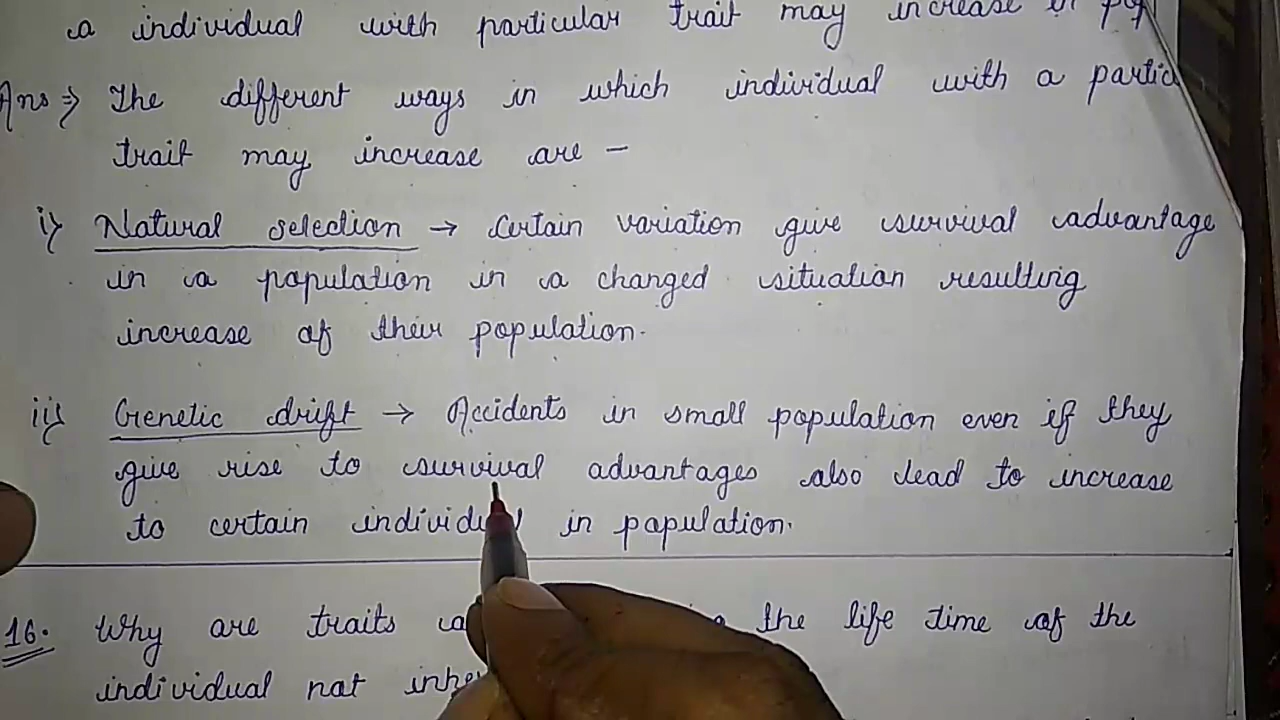 a individual with particular trait may increase in
Ans ⇒ The different ways in which individual with a partic
trait may increase are –
i) Natural selection → Certain variation give survival advantage
in a population in a changed situation resulting
increase of their population.
ii) Genetic drift → Accidents in small population even if they
give rise to survival advantages also lead to increase
to certain individual in population.
16. Why are traits the life time of the
individual not